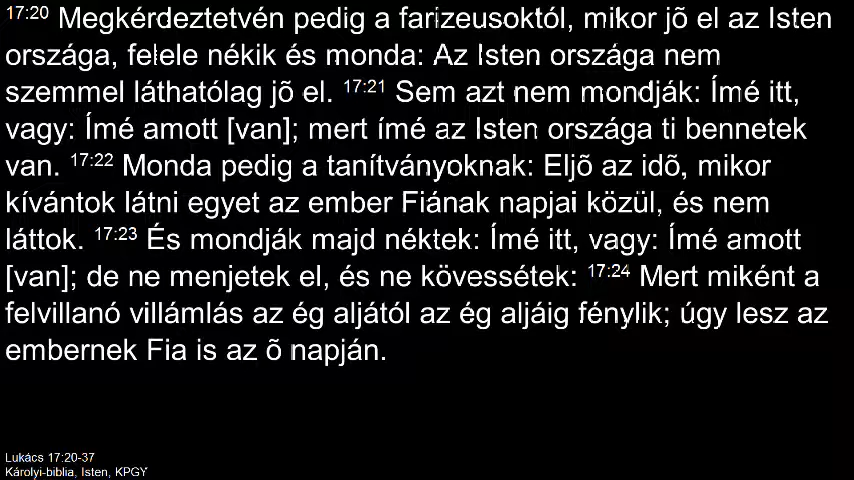 17:20 Megkérdeztetvén pedig a farizeusoktól, mikor jõ el az Isten
országa, felele nékik és monda: Az Isten országa nem
szemmel láthatólag jõ el. 17:21 Sem azt nem mondják: Ímé itt,
vagy: Ímé amott [van]; mert ímé az Isten országa ti bennetek
van. 17:22 Monda pedig a tanítványoknak: Eljõ az idõ, mikor
kívántok látni egyet az ember Fiának napjai közül, és nem
láttok. 17:23 És mondják majd néktek: Ímé itt, vagy: Ímé amott
[van]; de ne menjetek el, és ne kövessétek: 17:24 Mert miként a
felvillanó villámlás az ég aljától az ég aljáig fénylik; úgy lesz az
embernek Fia is az õ napján.
Lukács 17:20-37
Károlyi-biblia, Isten, KPGY